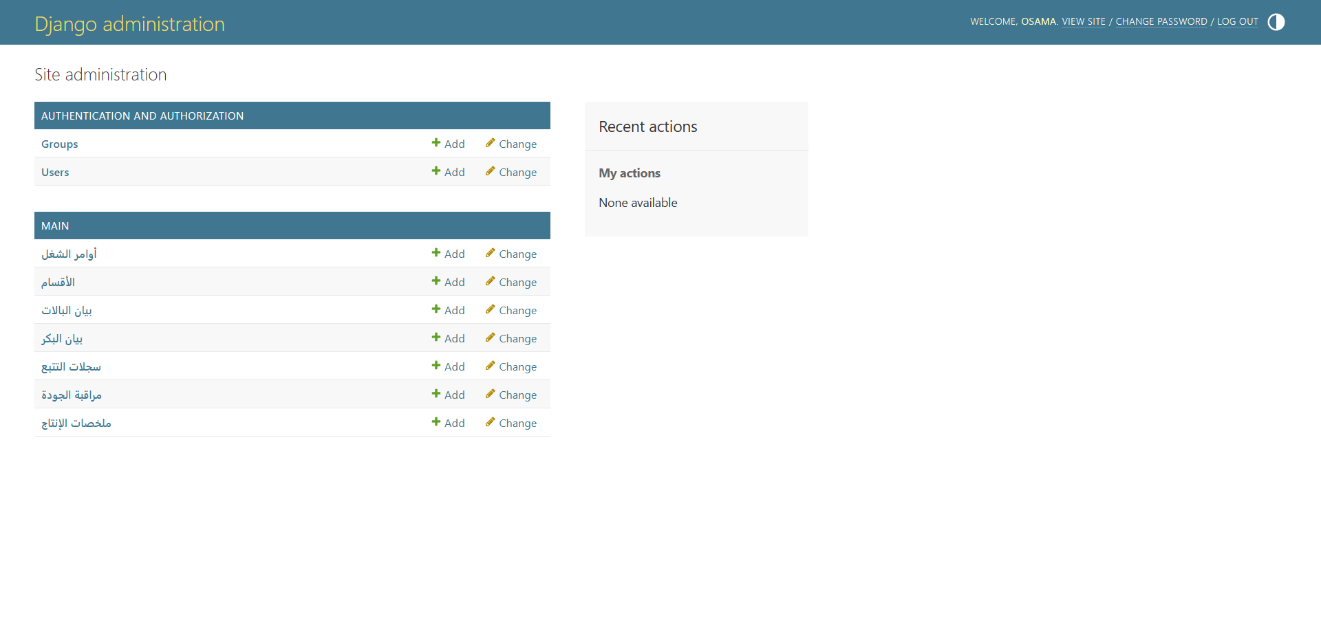 Django administration
WELCOME, OSAMA. VIEW SITE / CHANGE PASSWORD / LOG OUT
Site administration
AUTHENTICATION AND AUTHORIZATION
Groups Add Change
Users Add Change
MAIN
أوامر الشغل Add Change
الأقسام Add Change
بيان البالات Add Change
بيان البكر Add Change
سجلات التتبع Add Change
مراقبة الجودة Add Change
ملخصات الإنتاج Add Change
Recent actions
My actions
None available